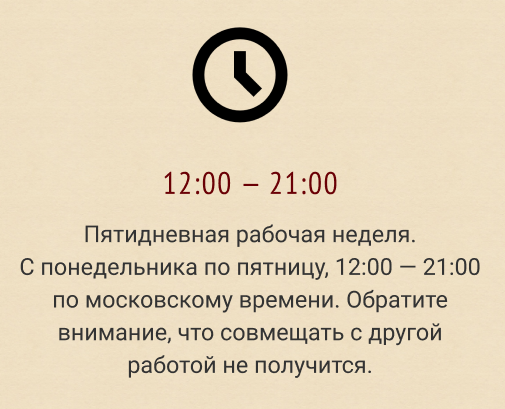 12:00 – 21:00
Пятидневная рабочая неделя.
С понедельника по пятницу, 12:00 — 21:00
по московскому времени. Обратите
внимание, что совмещать с другой
работой не получится.